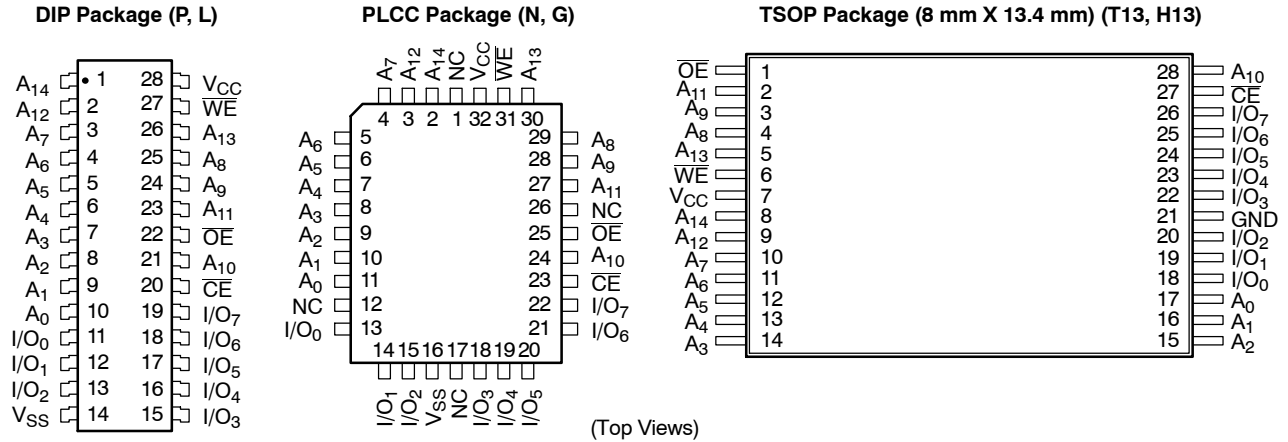 DIP Package (P, L)
A14 1 28 VCC
A12 2 27 WE
A7 3 26 A13
A6 4 25 A8
A5 5 24 A9
A4 6 23 A11
A3 7 22 OE
A2 8 21 A10
A1 9 20 CE
A0 10 19 I/O7
I/O0 11 18 I/O6
I/O1 12 17 I/O5
I/O2 13 16 I/O4
VSS 14 15 I/O3
PLCC Package (N, G)
A7 A12 A14 NC VCC WE A13
4 3 2 1 32 31 30
A6 5 29 A8
A5 6 28 A9
A4 7 27 A11
A3 8 26 NC
A2 9 25 OE
A1 10 24 A10
A0 11 23 CE
NC 12 22 I/O7
I/O0 13 21 I/O6
14 15 16 17 18 19 20
I/O1 I/O2 VSS NC I/O3 I/O4 I/O5
TSOP Package (8 mm X 13.4 mm) (T13, H13)
OE 1 28 A10
A11 2 27 CE
A9 3 26 I/O7
A8 4 25 I/O6
A13 5 24 I/O5
WE 6 23 I/O4
VCC 7 22 I/O3
A14 8 21 GND
A12 9 20 I/O2
A7 10 19 I/O1
A6 11 18 I/O0
A5 12 17 A0
A4 13 16 A1
A3 14 15 A2
(Top Views)